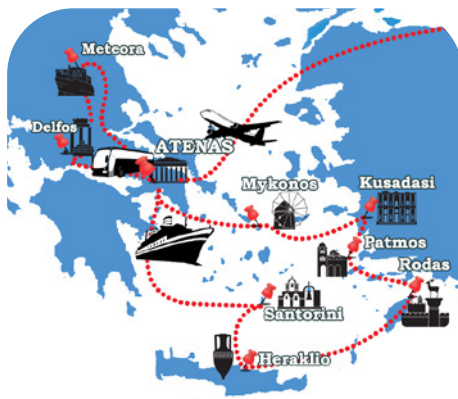 Meteora
Delfos
ATENAS
Mykonos
Kusadasi
Patmos
Rodas
Santorini
Heraklio